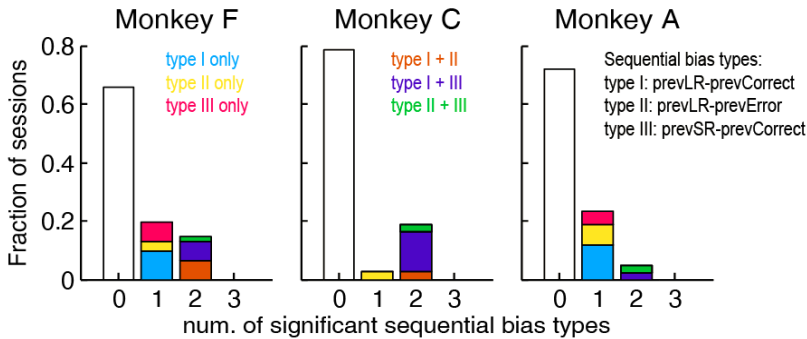 Monkey F
Monkey C
Monkey A
Fraction of sessions
0.8
0.6
0.4
0.2
0
type I only
type II only
type III only
type I + II
type I + III
type II + III
Sequential bias types:
type I: prevLR-prevCorrect
type II: prevLR-prevError
type III: prevSR-prevCorrect
0 1 2 3
0 1 2 3
0 1 2 3
num. of significant sequential bias types